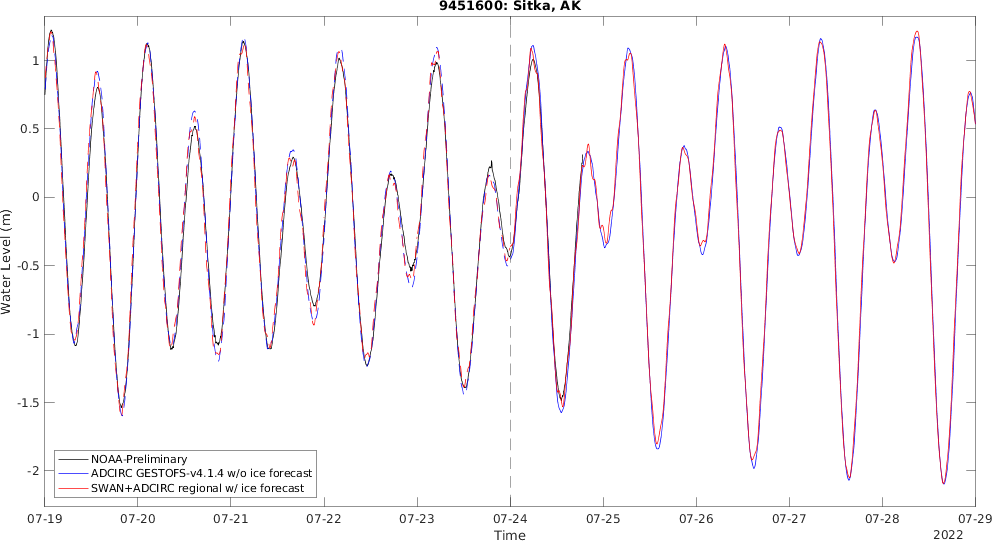 9451600: Sitka, AK
1
0.5
0
-0.5
-1
-1.5
-2
Water Level (m)
NOAA-Preliminary
ADCIRC GESTOFS-v4.1.4 w/o ice forecast
SWAN+ADCIRC regional w/ ice forecast
07-19 07-20 07-21 07-22 07-23 07-24 07-25 07-26 07-27 07-28 07-29
Time
2022